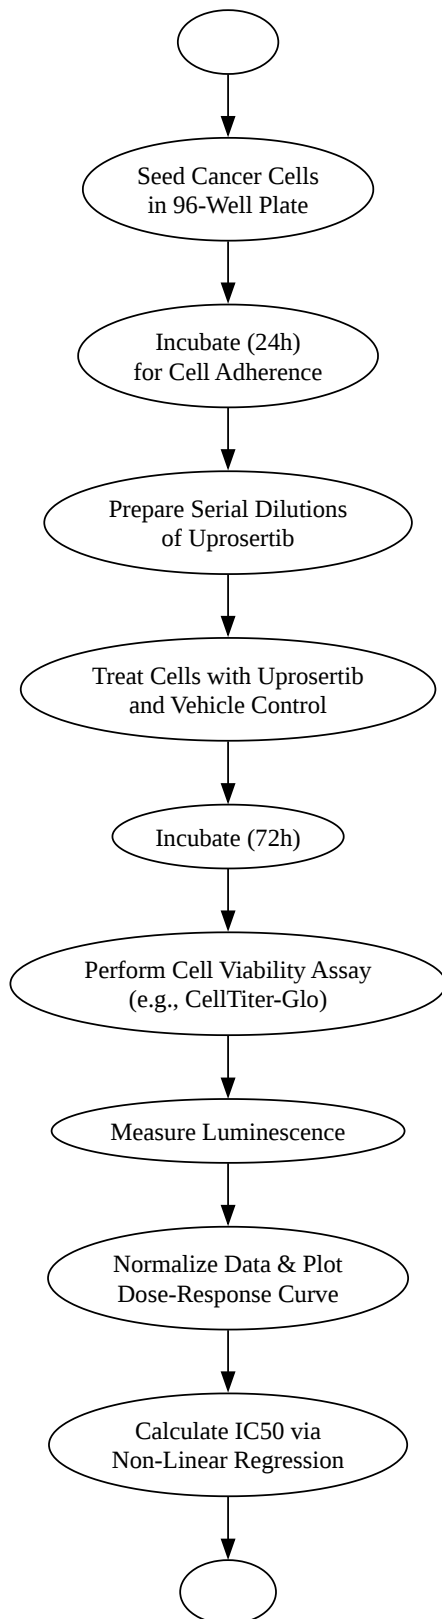 Seed Cancer Cells
in 96-Well Plate
Incubate (24h)
for Cell Adherence
Prepare Serial Dilutions
of Uprosertib
Treat Cells with Uprosertib
and Vehicle Control
Incubate (72h)
Perform Cell Viability Assay
(e.g., CellTiter-Glo)
Measure Luminescence
Normalize Data & Plot
Dose-Response Curve
Calculate IC50 via
Non-Linear Regression